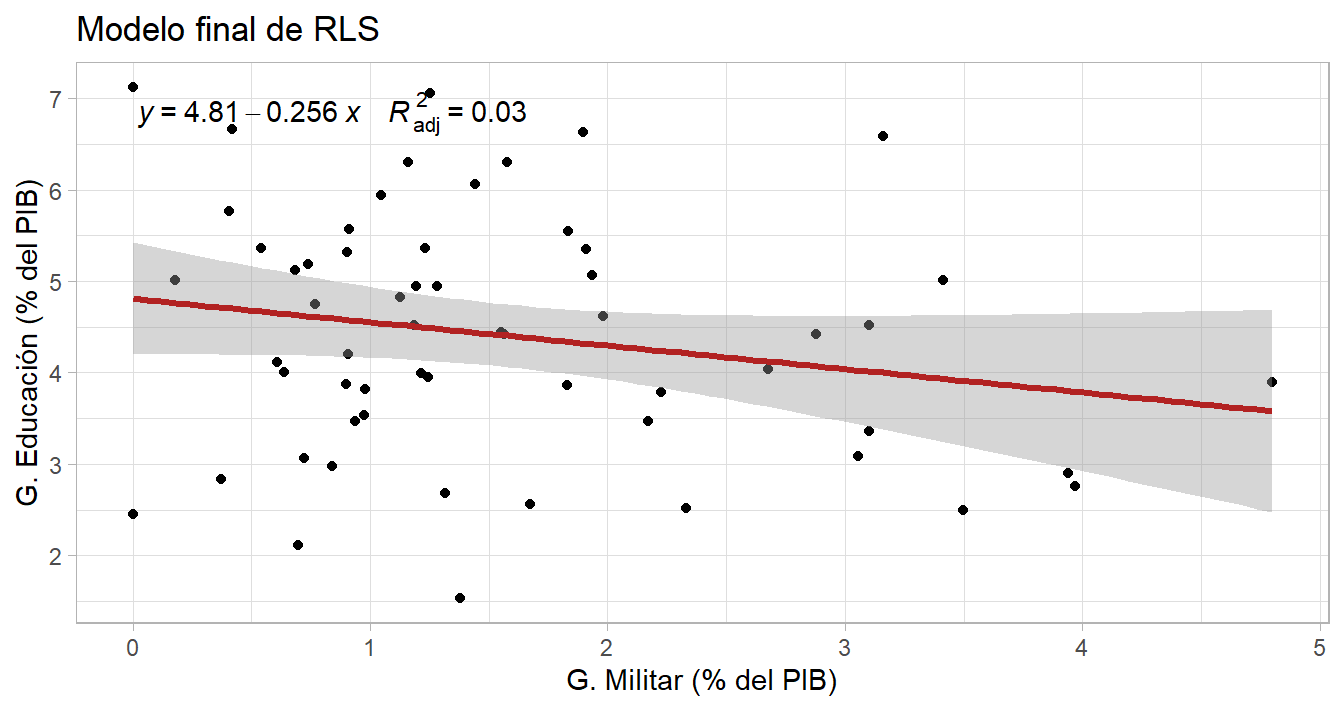 Modelo final de RLS
G. Educación (% del PIB)
7
6
5
4
3
2
y = 4.81 − 0.256 x R²adj = 0.03
0 1 2 3 4 5
G. Militar (% del PIB)